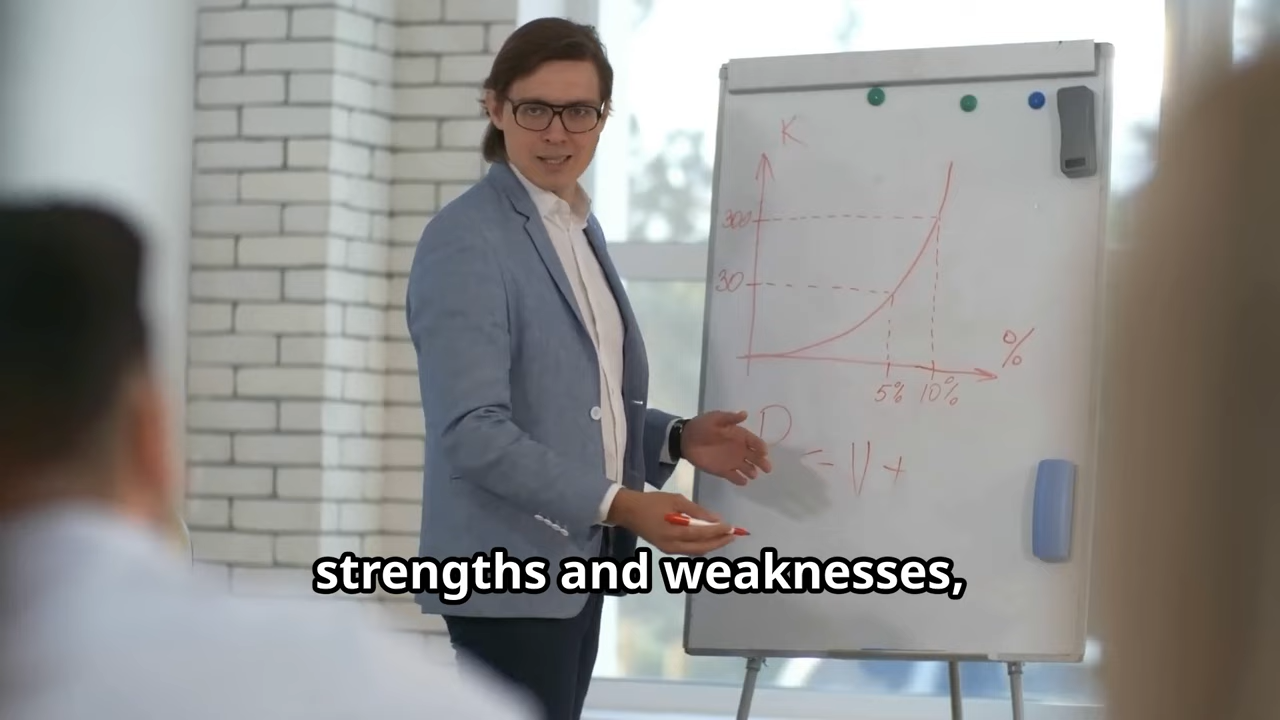 K
300
30
%
5% 10%
D = V +
strengths and weaknesses,